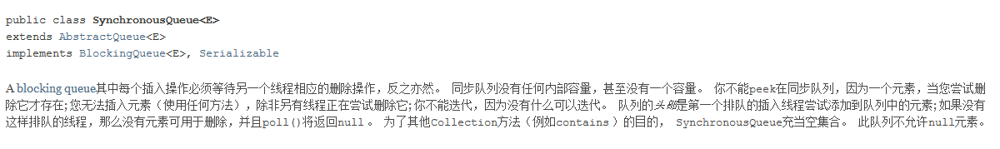 public class SynchronousQueue<E>
extends AbstractQueue<E>
implements BlockingQueue<E>, Serializable
A blocking queue其中每个插入操作必须等待另一个线程相应的删除操作，反之亦然。 同步队列没有任何内部容量，甚至没有一个容量。 你不能peek在同步队列，因为一个元素，当您尝试删
除它才存在; 您无法插入元素（使用任何方法），除非另有线程正在尝试删除它; 你不能迭代，因为没有什么可以迭代。 队列的头部是第一个排队的插入线程尝试添加到队列中的元素; 如果没有
这样排队的线程，那么没有元素可用于删除，并且poll()将返回null 。 为了其他Collection方法（例如contains ）的目的， SynchronousQueue充当空集合。 此队列不允许null元素。